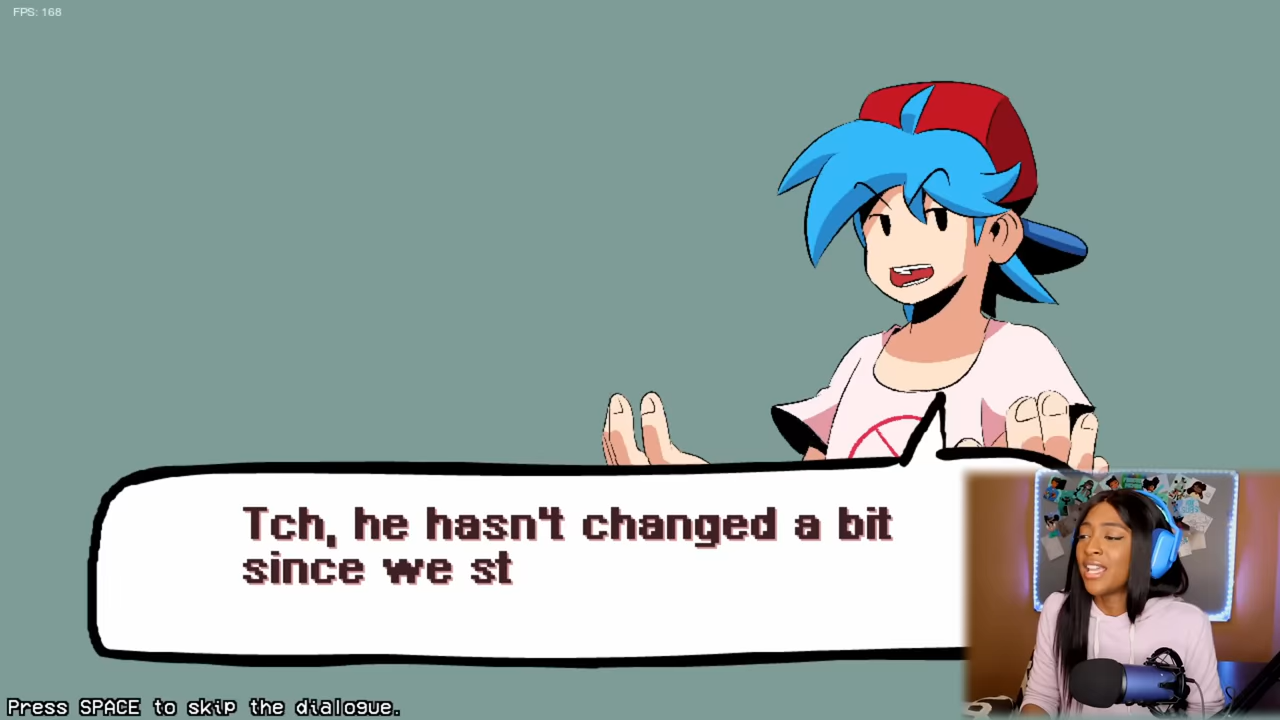 FPS: 168
Tch, he hasn't changed a bit
since we st
Press SPACE to skip the dialogue.